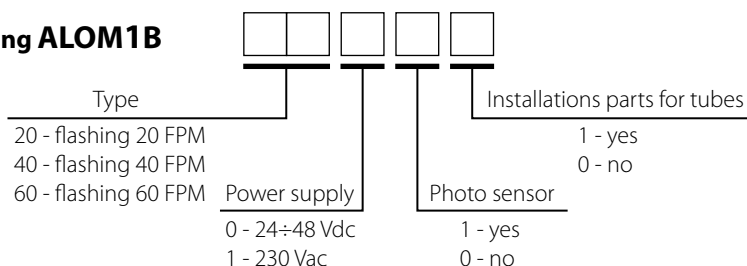 ng ALOM1B
Type
Installations parts for tubes
20 - flashing 20 FPM
1 - yes
40 - flashing 40 FPM
0 - no
60 - flashing 60 FPM
Power supply
Photo sensor
0 - 24÷48 Vdc
1 - yes
1 - 230 Vac
0 - no